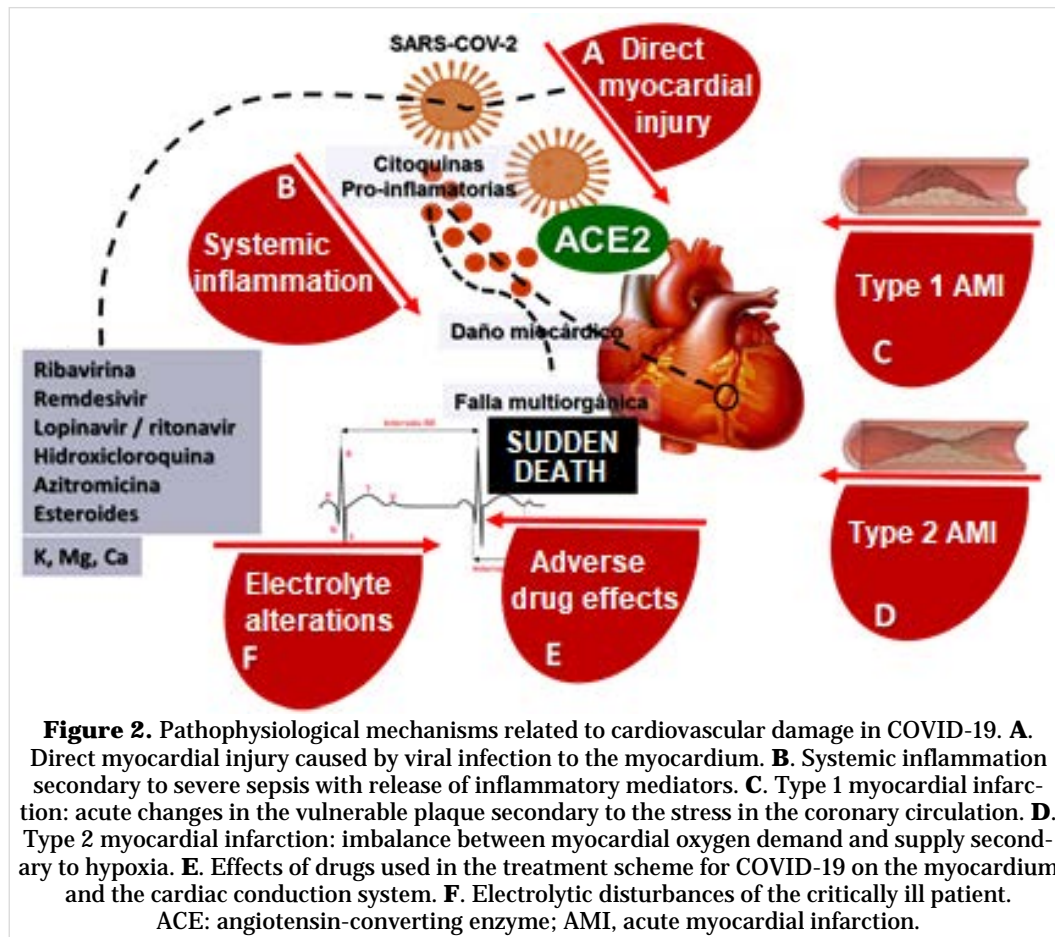 SARS-COV-2
A Direct
myocardial
injury
Citoquinas
Pro-inflamatorias
B
Systemic
inflammation
ACE2
Type 1 AMI
C
Daño miocárdico
Falla multiorgánica
SUDDEN
DEATH
Ribavirina
Remdesivir
Lopinavir / ritonavir
Hidroxicloroquina
Azitromicina
Esteroides
K, Mg, Ca
Type 2 AMI
D
Electrolyte
alterations
F
Adverse
drug effects
E
Figure 2. Pathophysiological mechanisms related to cardiovascular damage in COVID-19. A.
Direct myocardial injury caused by viral infection to the myocardium. B. Systemic inflammation
secondary to severe sepsis with release of inflammatory mediators. C. Type 1 myocardial infarc-
tion: acute changes in the vulnerable plaque secondary to the stress in the coronary circulation. D.
Type 2 myocardial infarction: imbalance between myocardial oxygen demand and supply second-
ary to hypoxia. E. Effects of drugs used in the treatment scheme for COVID-19 on the myocardium
and the cardiac conduction system. F. Electrolytic disturbances of the critically ill patient.
ACE: angiotensin-converting enzyme; AMI, acute myocardial infarction.